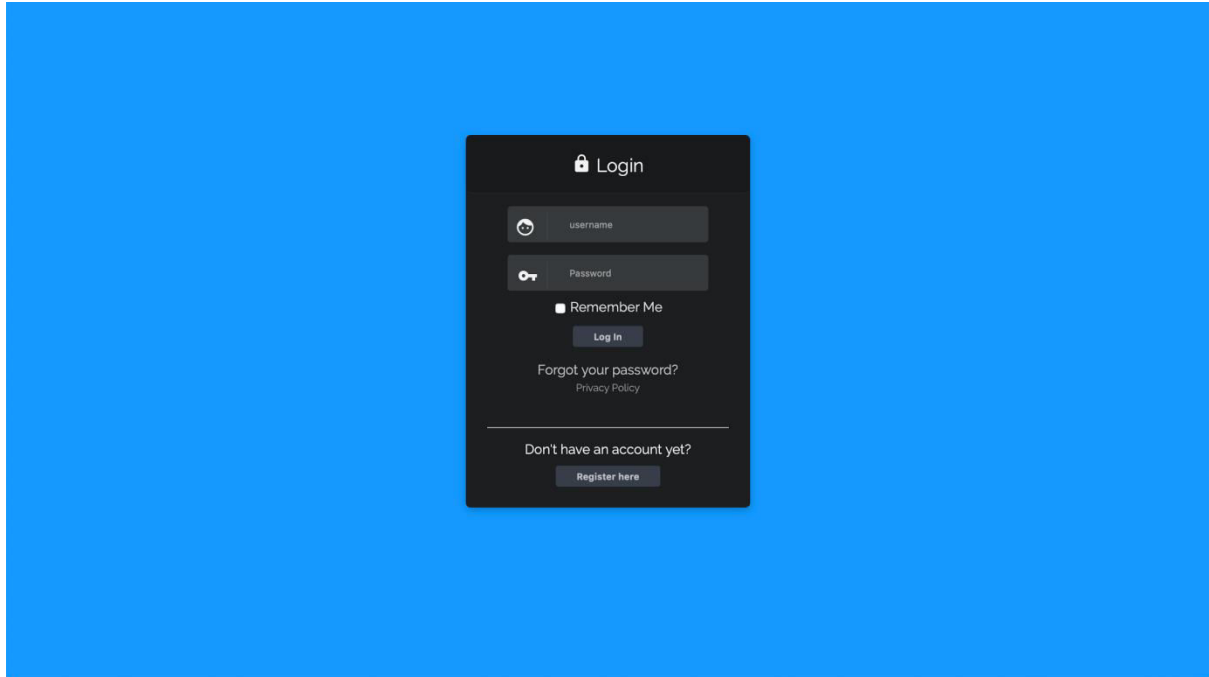 Login
username
Password
Remember Me
Log In
Forgot your password?
Privacy Policy
Don't have an account yet?
Register here